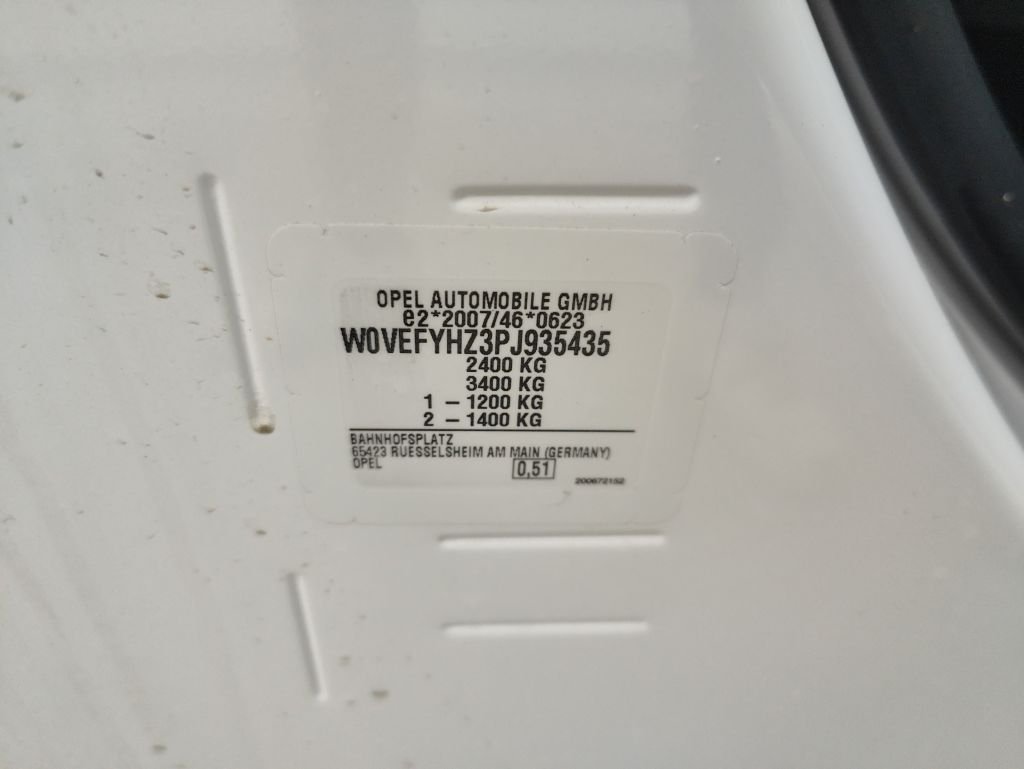 OPEL AUTOMOBILE GMBH
e2*2007/46*0623
W0VEFYHZ3PJ935435
2400 KG
3400 KG
1 – 1200 KG
2 – 1400 KG
BAHNHOFSPLATZ
65423 RUESSELSHEIM AM MAIN (GERMANY)
OPEL
0,51
200672152